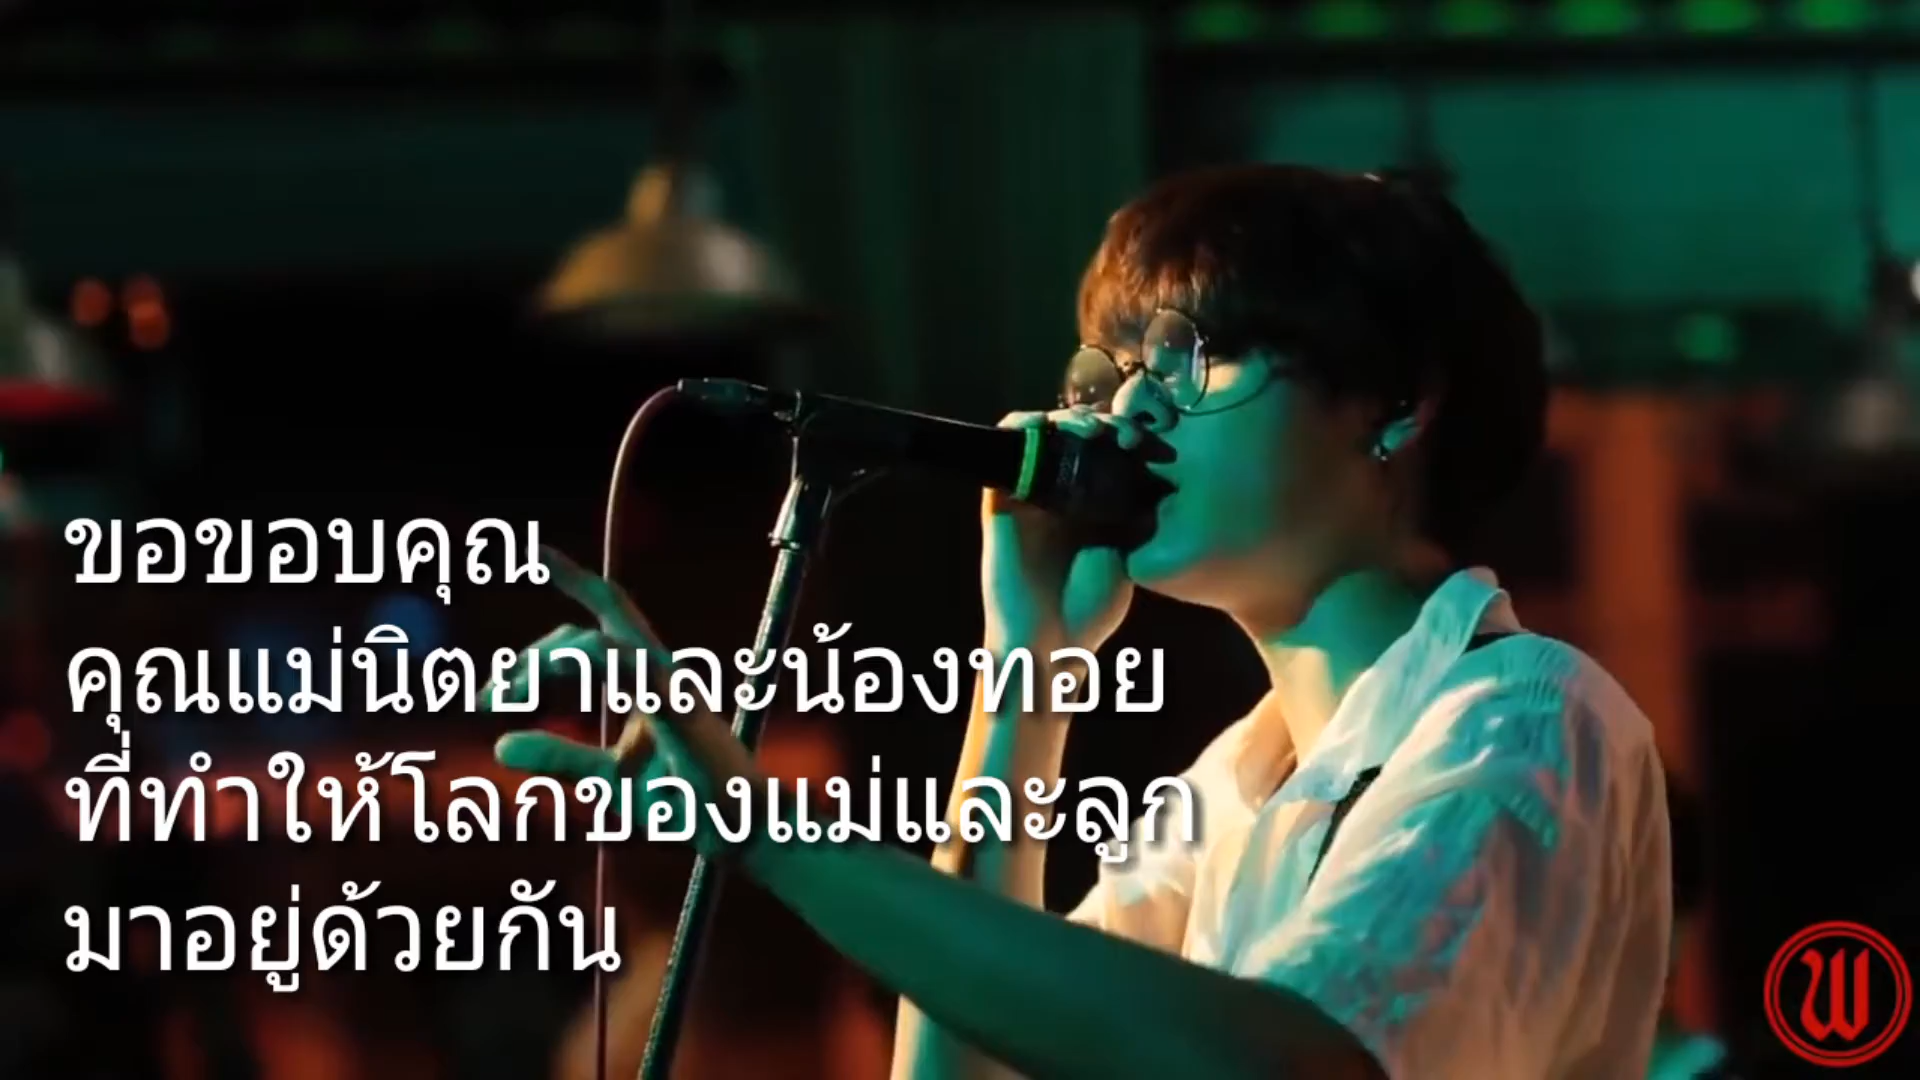 ขอขอบคุณ
คุณแม่นิตยาและน้องทอย
ที่ทำให้โลกของแม่และลูก
มาอยู่ด้วยกัน
W